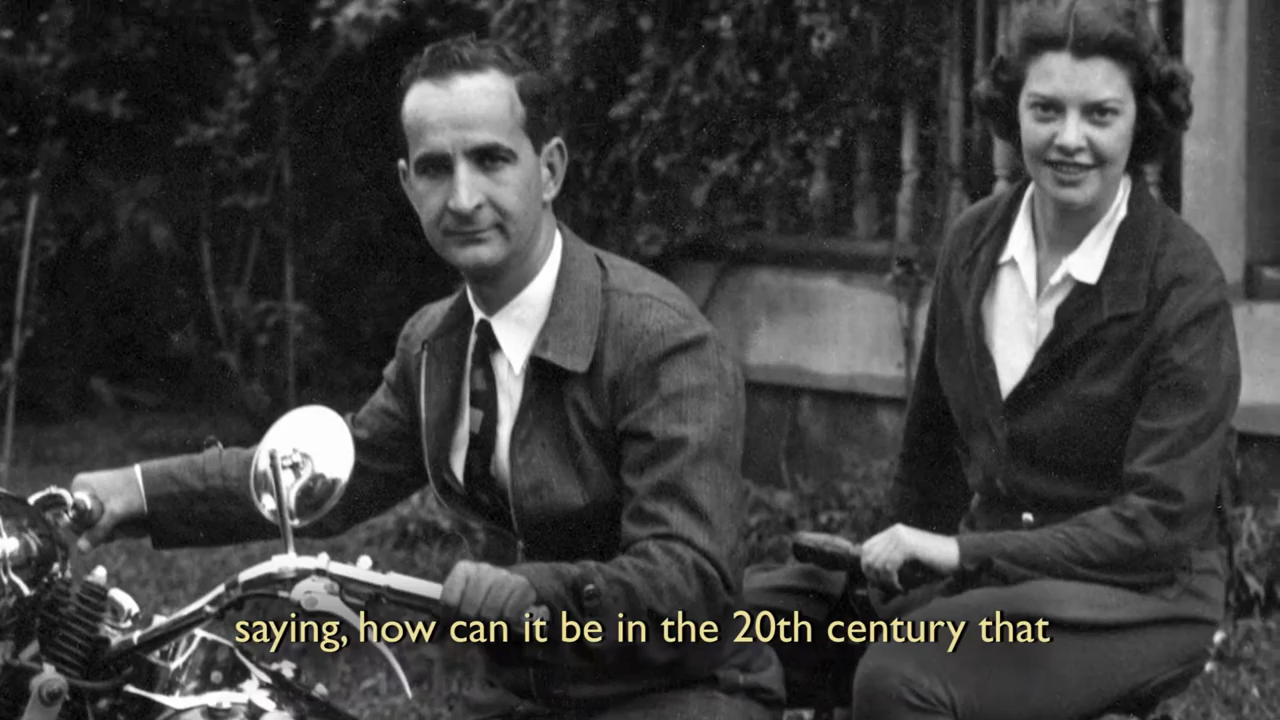 saying, how can it be in the 20th century that